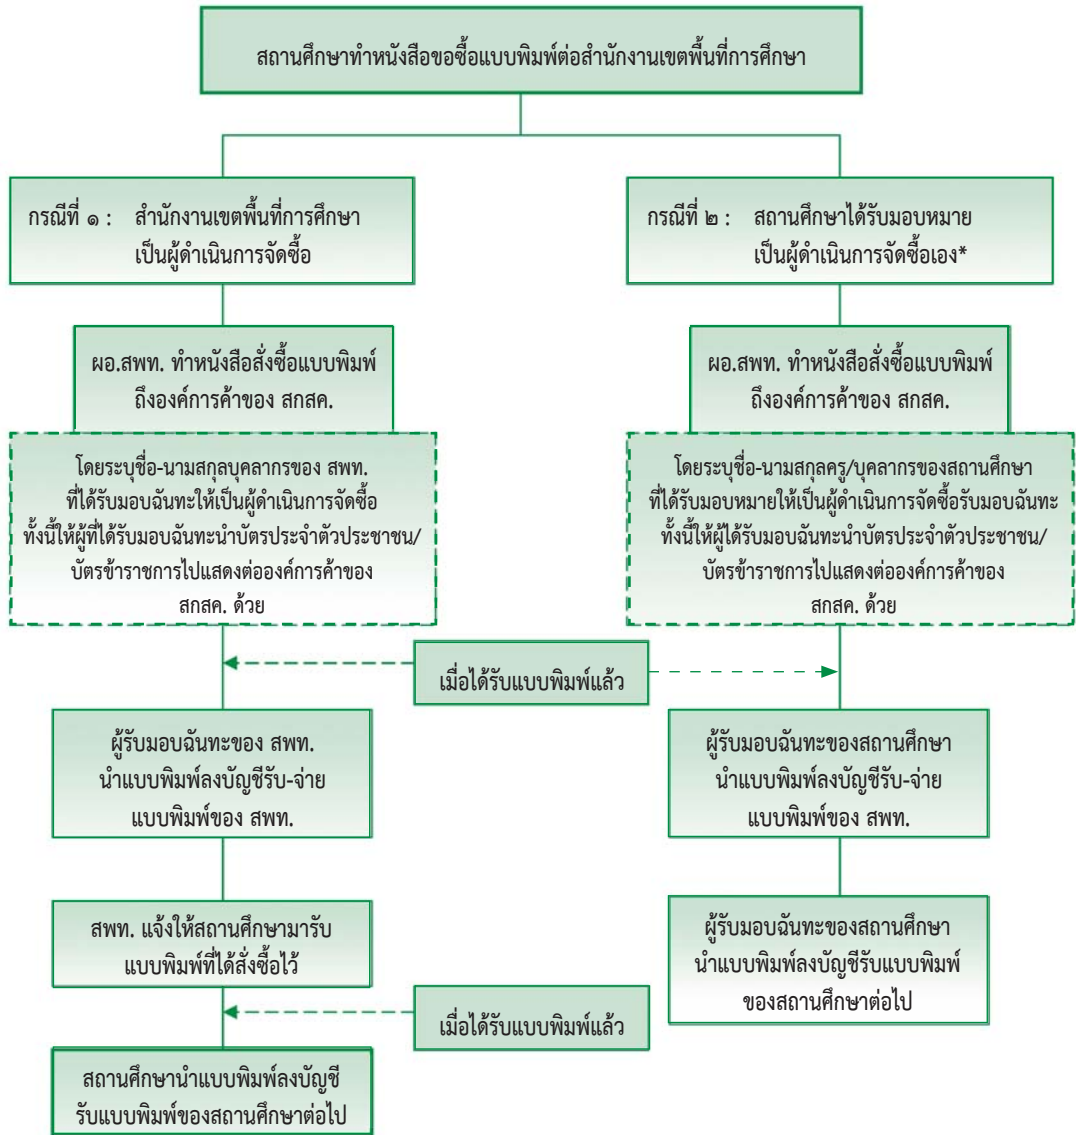 สถานศึกษาทำหนังสือขอซื้อแบบพิมพ์ต่อสำนักงานเขตพื้นที่การศึกษา
กรณีที่ ๑ : สำนักงานเขตพื้นที่การศึกษา
เป็นผู้ดำเนินการจัดซื้อ
กรณีที่ ๒ : สถานศึกษาได้รับมอบหมาย
เป็นผู้ดำเนินการจัดซื้อเอง*
ผอ.สพท. ทำหนังสือสั่งซื้อแบบพิมพ์
ถึงองค์การค้าของ สกสค.
ผอ.สพท. ทำหนังสือสั่งซื้อแบบพิมพ์
ถึงองค์การค้าของ สกสค.
โดยระบุชื่อ-นามสกุลบุคลากรของ สพท.
ที่ได้รับมอบฉันทะให้เป็นผู้ดำเนินการจัดซื้อ
ทั้งนี้ให้ผู้ที่ได้รับมอบฉันทะนำบัตรประจำตัวประชาชน/
บัตรข้าราชการไปแสดงต่อองค์การค้าของ
สกสค. ด้วย
โดยระบุชื่อ-นามสกุลครู/บุคลากรของสถานศึกษา
ที่ได้รับมอบหมายให้เป็นผู้ดำเนินการจัดซื้อรับมอบฉันทะ
ทั้งนี้ให้ผู้ได้รับมอบฉันทะนำบัตรประจำตัวประชาชน/
บัตรข้าราชการไปแสดงต่อองค์การค้าของ
สกสค. ด้วย
เมื่อได้รับแบบพิมพ์แล้ว
ผู้รับมอบฉันทะของ สพท.
นำแบบพิมพ์ลงบัญชีรับ-จ่าย
แบบพิมพ์ของ สพท.
ผู้รับมอบฉันทะของสถานศึกษา
นำแบบพิมพ์ลงบัญชีรับ-จ่าย
แบบพิมพ์ของ สพท.
สพท. แจ้งให้สถานศึกษามารับ
แบบพิมพ์ที่ได้สั่งซื้อไว้
ผู้รับมอบฉันทะของสถานศึกษา
นำแบบพิมพ์ลงบัญชีรับแบบพิมพ์
ของสถานศึกษาต่อไป
เมื่อได้รับแบบพิมพ์แล้ว
สถานศึกษานำแบบพิมพ์ลงบัญชี
รับแบบพิมพ์ของสถานศึกษาต่อไป